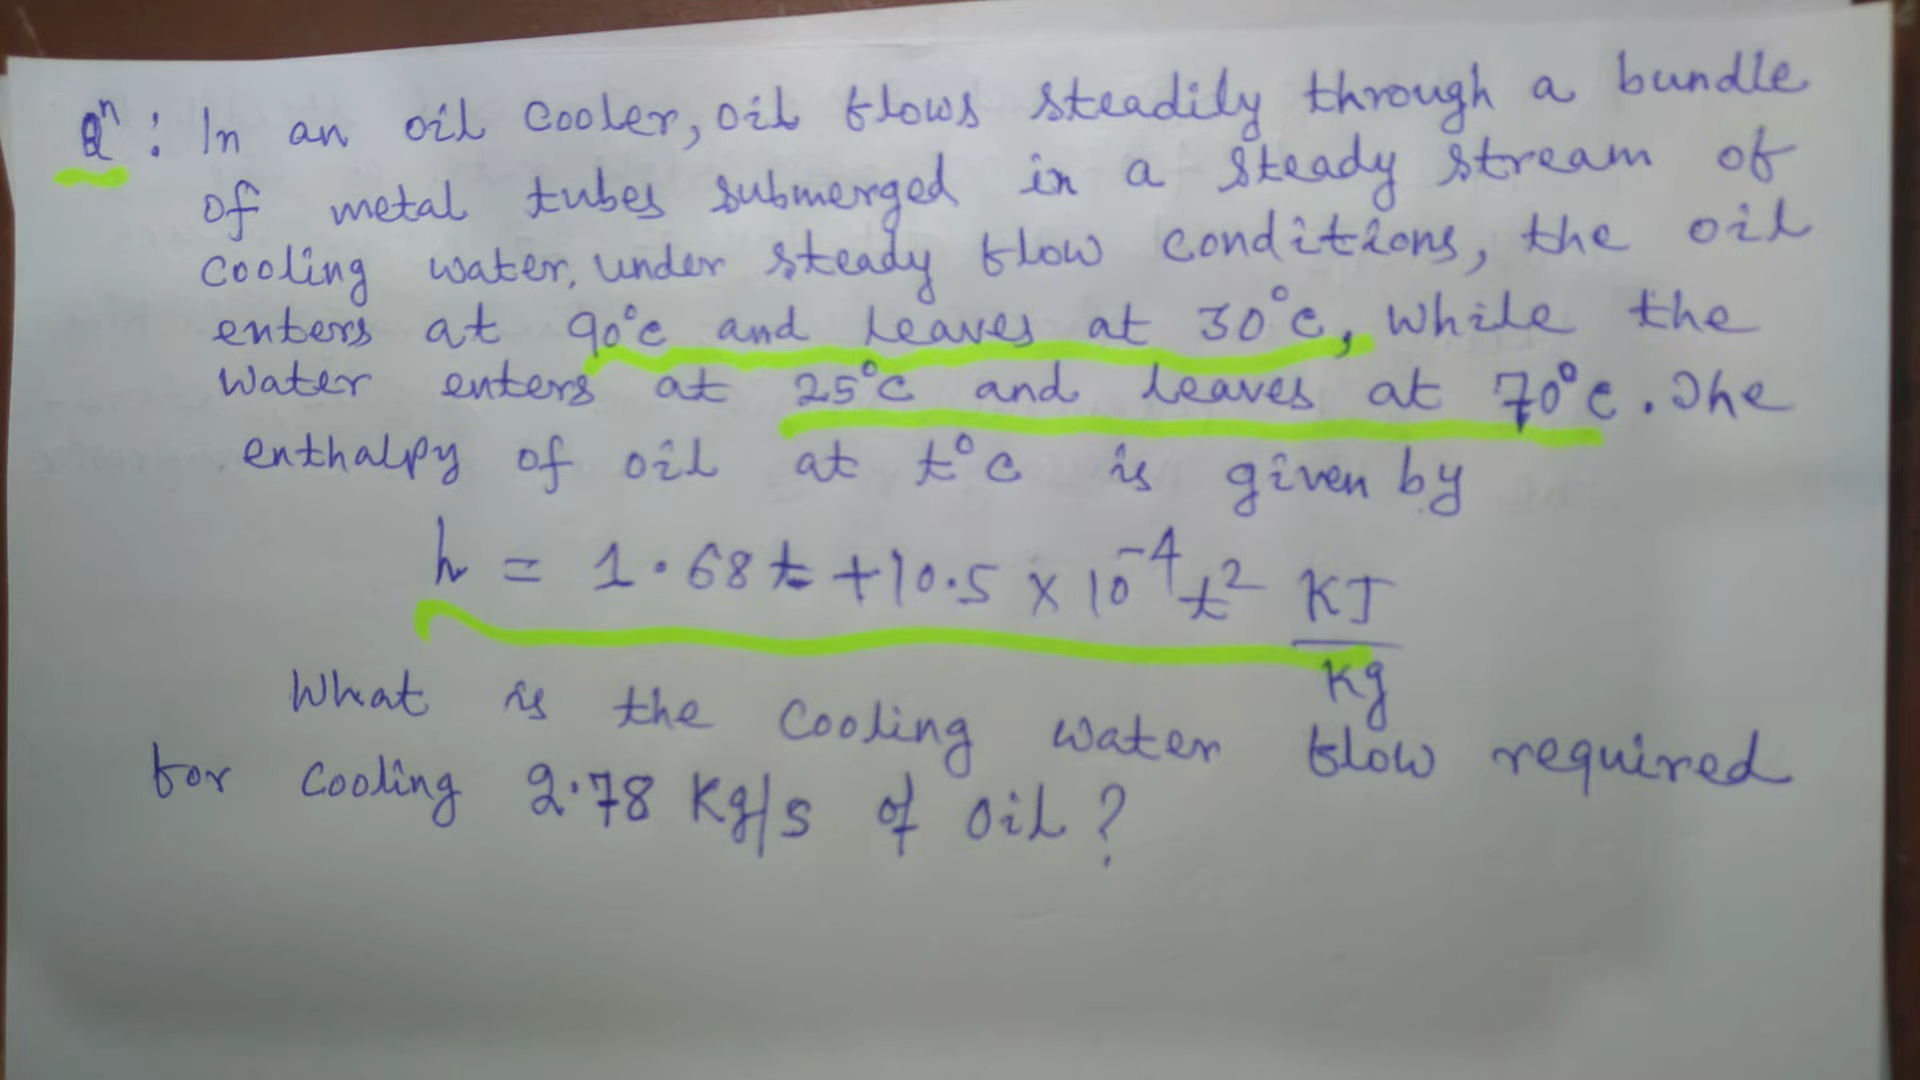 Qⁿ: In an oil cooler, oil flows steadily through a bundle
of metal tubes submerged in a steady stream of
cooling water, under steady flow conditions, the oil
enters at 90°c and leaves at 30°c, while the
water enters at 25°c and leaves at 70°c. The
enthalpy of oil at t°c is given by
h = 1.68t + 10.5 × 10⁻⁴ t² KJ/Kg
What is the cooling water flow required
for cooling 2.78 Kg/s of oil?